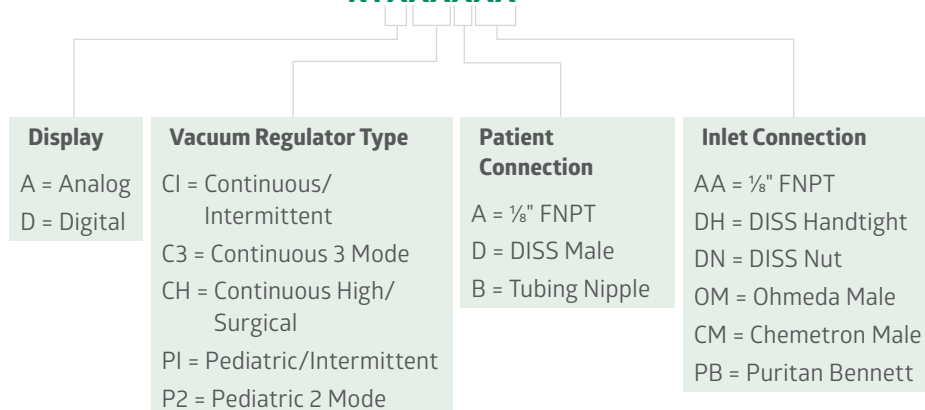 Display
A = Analog
D = Digital
Vacuum Regulator Type
CI = Continuous/
Intermittent
C3 = Continuous 3 Mode
CH = Continuous High/
Surgical
PI = Pediatric/Intermittent
P2 = Pediatric 2 Mode
Patient
Connection
A = ⅛" FNPT
D = DISS Male
B = Tubing Nipple
Inlet Connection
AA = ⅛" FNPT
DH = DISS Handtight
DN = DISS Nut
OM = Ohmeda Male
CM = Chemetron Male
PB = Puritan Bennett